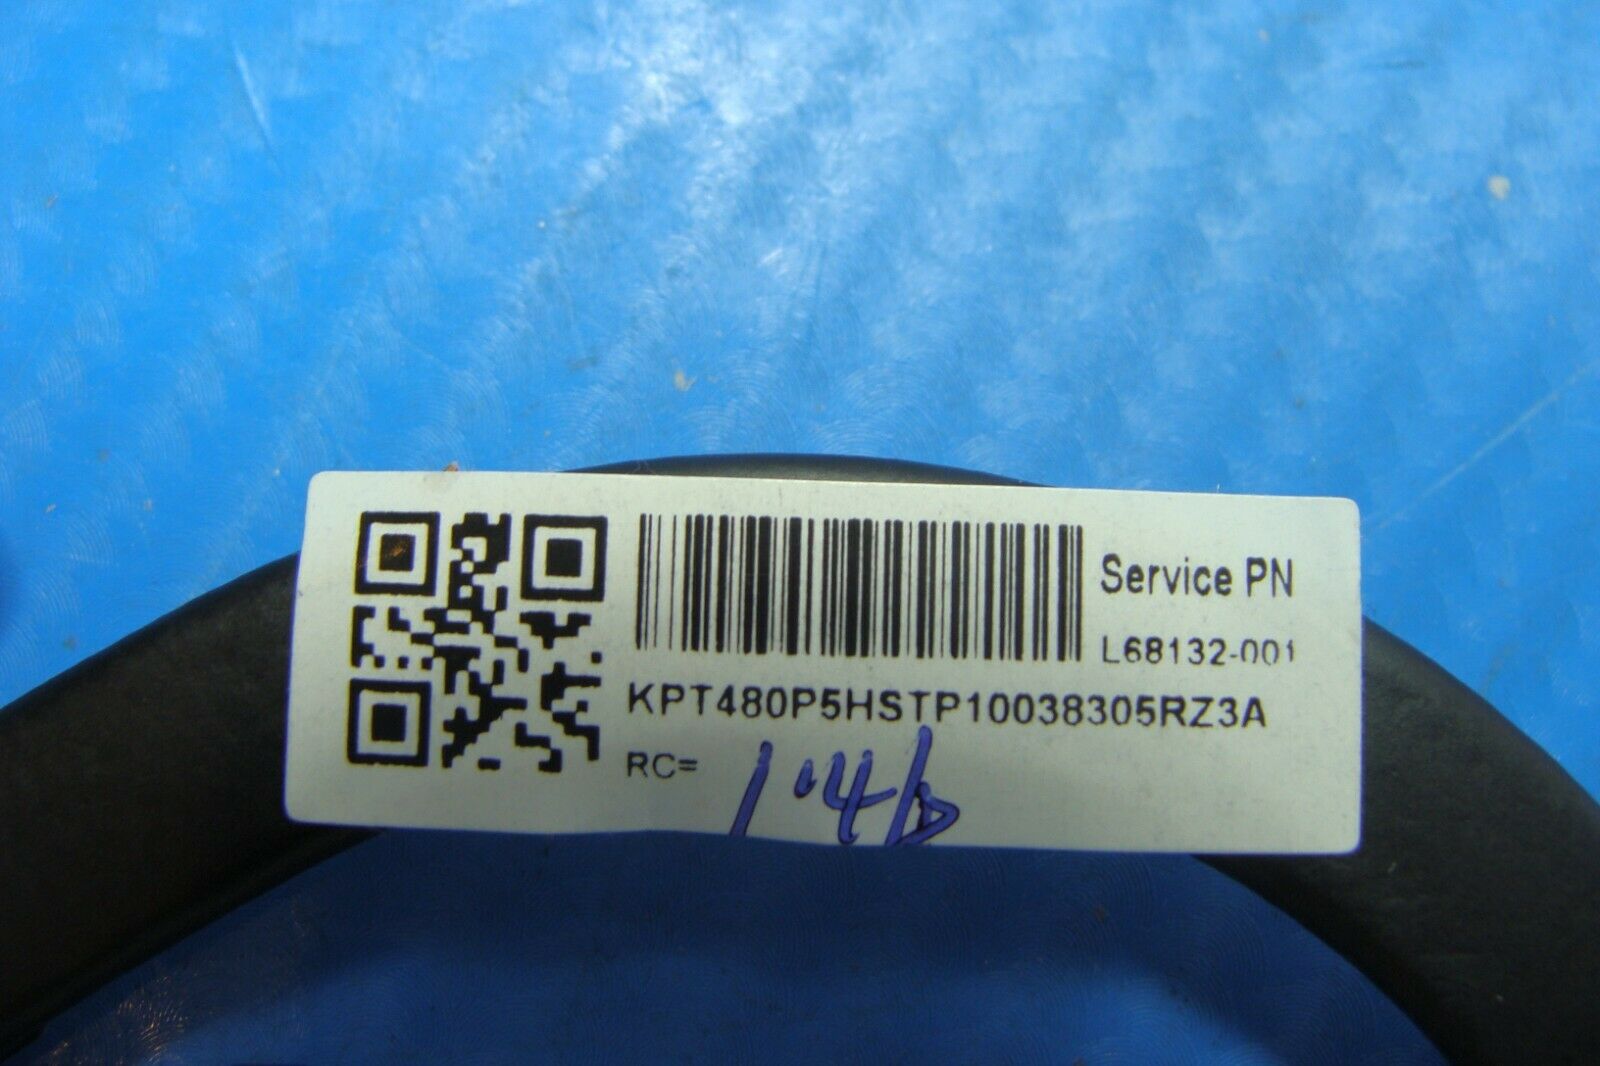 Service PN
L68132-001
KPT480P5HSTP10038305RZ3A
RC=